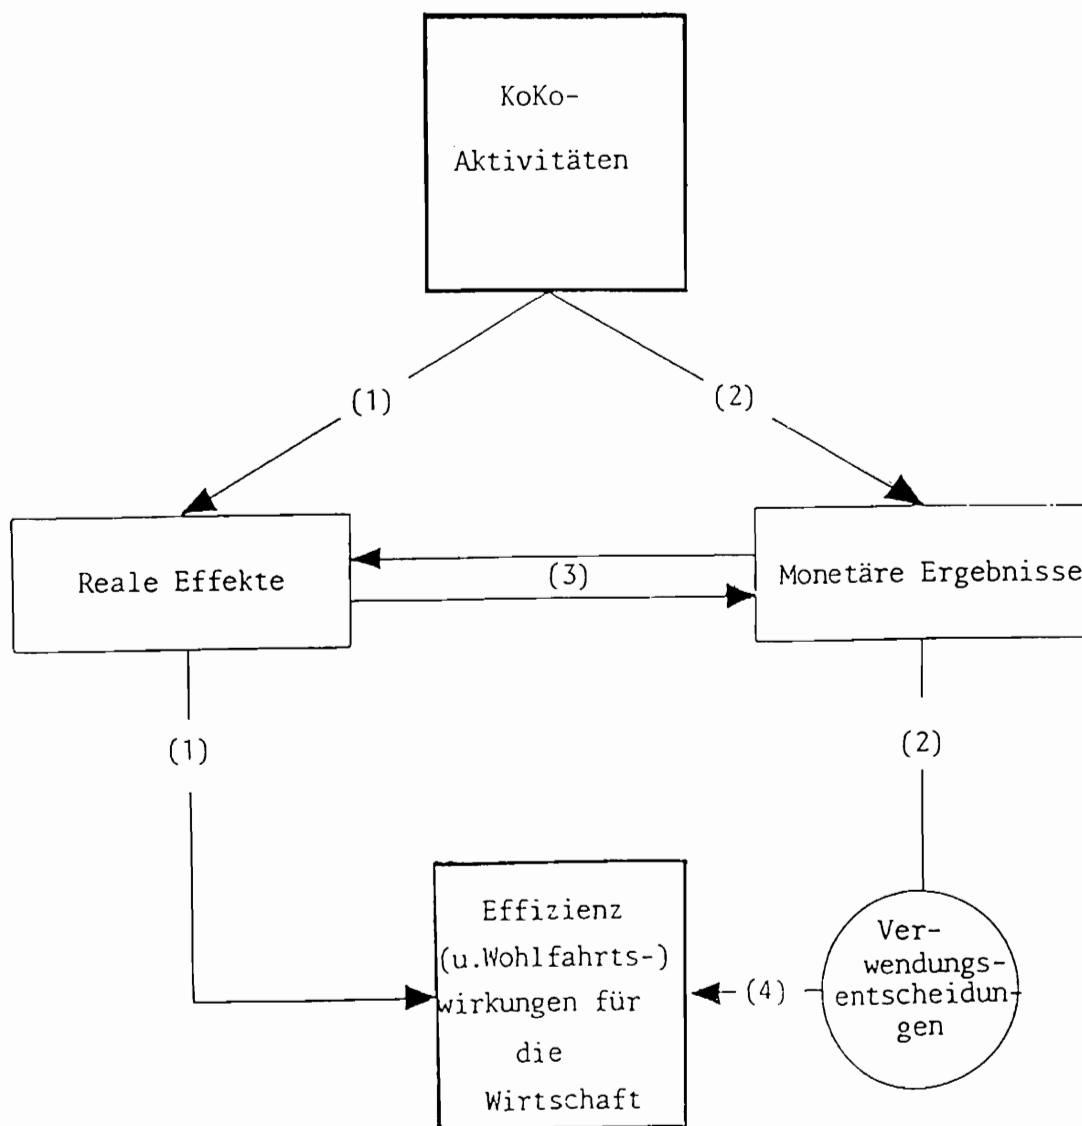 KoKo-
Aktivitäten
(1)
(2)
Reale Effekte
(3)
Monetäre Ergebnisse
(1)
(2)
Effizienz
(u.Wohlfahrts-)
wirkungen für
die
Wirtschaft
(4)
Ver-
wendungs-
entscheidun-
gen